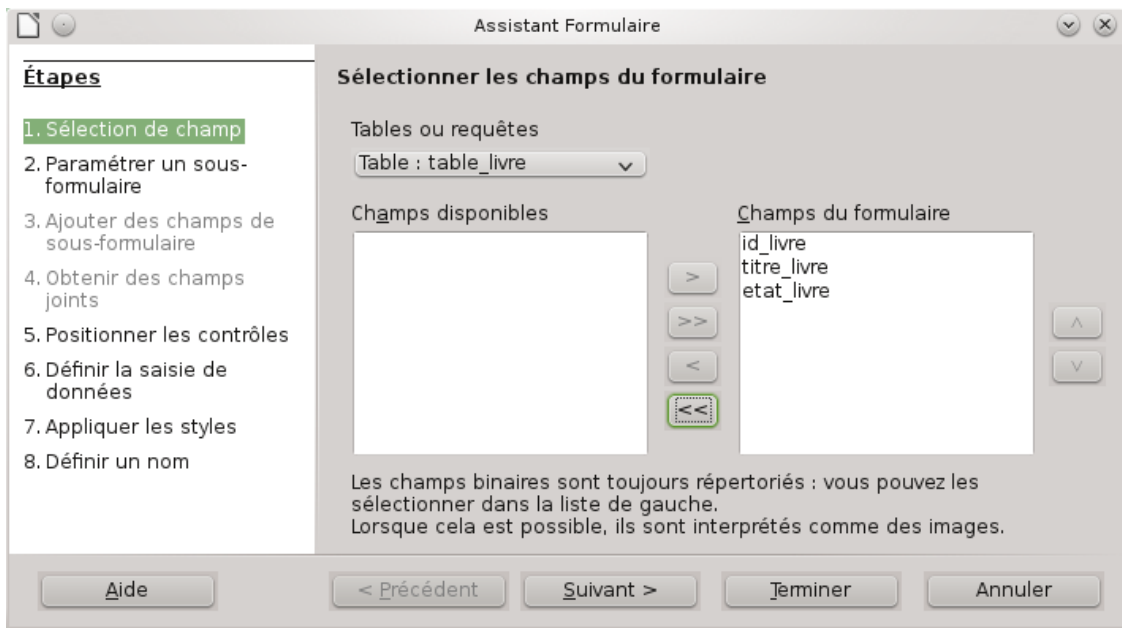 Assistant Formulaire
Étapes
1. Sélection de champ
2. Paramétrer un sous-
formulaire
3. Ajouter des champs de
sous-formulaire
4. Obtenir des champs
joints
5. Positionner les contrôles
6. Définir la saisie de
données
7. Appliquer les styles
8. Définir un nom
Sélectionner les champs du formulaire
Tables ou requêtes
Table : table_livre
Champs disponibles
Champs du formulaire
id_livre
titre_livre
etat_livre
>
>>
<
<<
Les champs binaires sont toujours répertoriés : vous pouvez les
sélectionner dans la liste de gauche.
Lorsque cela est possible, ils sont interprétés comme des images.
Aide
< Précédent
Suivant >
Terminer
Annuler